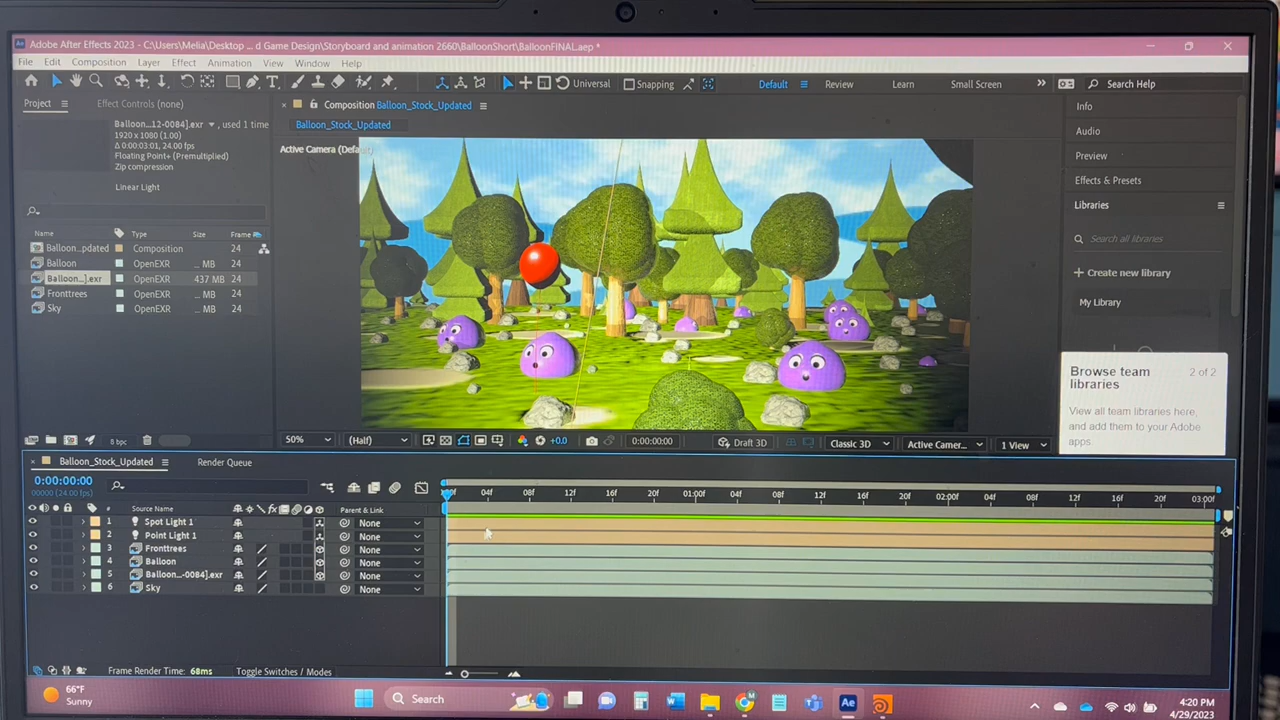 Adobe After Effects 2023 - C:\Users\Melia\Desktop ... d Game Design\Storyboard and animation 2660\BalloonShort\BalloonFINAL.aep *
File Edit Composition Layer Effect Animation View Window Help
Universal Snapping Default Review Learn Small Screen Search Help
Project Effect Controls (none)
Composition Balloon_Stock_Updated
Info
Balloon...12-0084].exr , used 1 time
1920 x 1080 (1.00)
Δ 0:00:03:01, 24.00 fps
Floating Point+ (Premultiplied)
Zip compression
Linear Light
Balloon_Stock_Updated
Active Camera (Default)
Audio
Preview
Effects & Presets
Libraries
Search all libraries
+ Create new library
My Library
Name Type Size Frame
Balloon...pdated Composition 24
Balloon OpenEXR ... MB 24
Balloon...].exr OpenEXR 437 MB 24
Fronttrees OpenEXR ... MB 24
Sky OpenEXR ... MB 24
Browse team libraries 2 of 2
View all team libraries here,
and add them to your Adobe
apps.
8 bpc
50% (Half) +0.0 0:00:00:00 Draft 3D Classic 3D Active Camer... 1 View
Balloon_Stock_Updated Render Queue
0:00:00:00
00000 (24.00 fps)
04f 08f 12f 16f 20f 01:00f 04f 08f 12f 16f 20f 02:00f 04f 08f 12f 16f 20f 03:00f
# Source Name Parent & Link
1 Spot Light 1 None
2 Point Light 1 None
3 Fronttrees None
4 Balloon None
5 Balloon...-0084].exr None
6 Sky None
Frame Render Time: 68ms Toggle Switches / Modes
66°F
Sunny
Search
4:20 PM
4/29/2023